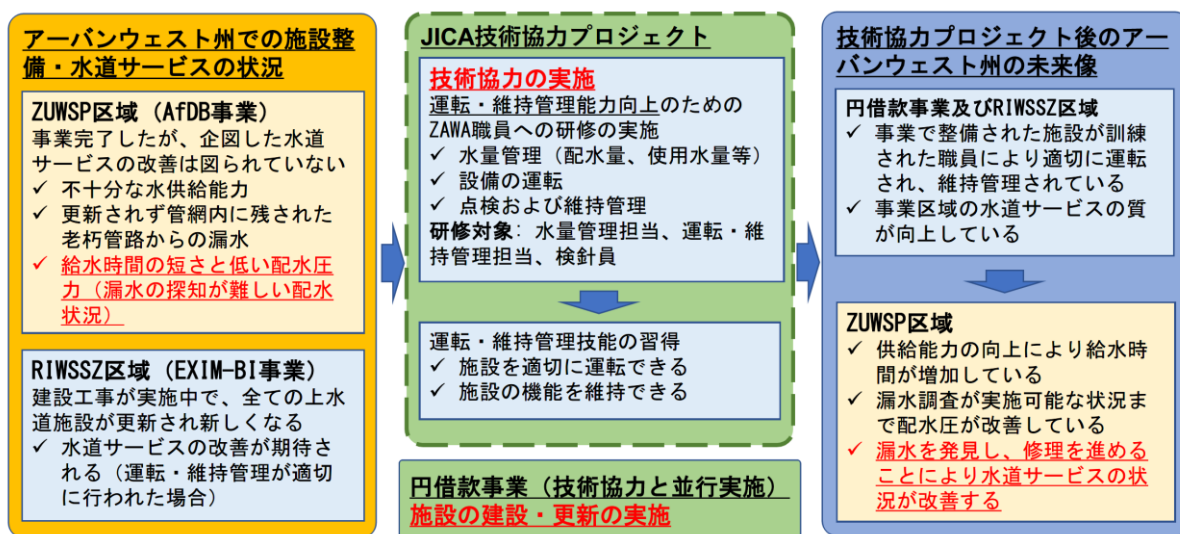 アーバンウェスト州での施設整
備・水道サービスの状況
ZUWSP区域（AfDB事業）
事業完了したが、企図した水道
サービスの改善は図られていない
✓ 不十分な水供給能力
✓ 更新されず管網内に残された
老朽管路からの漏水
✓ 給水時間の短さと低い配水圧
力（漏水の探知が難しい配水
状況）
RIWSSZ区域（EXIM-BI事業）
建設工事が実施中で、全ての上水
道施設が更新され新しくなる
✓ 水道サービスの改善が期待さ
れる（運転・維持管理が適切
に行われた場合）
JICA技術協力プロジェクト
技術協力の実施
運転・維持管理能力向上のための
ZAWA職員への研修の実施
✓ 水量管理（配水量、使用水量等）
✓ 設備の運転
✓ 点検および維持管理
研修対象：水量管理担当、運転・維
持管理担当、検針員
運転・維持管理技能の習得
✓ 施設を適切に運転できる
✓ 施設の機能を維持できる
円借款事業（技術協力と並行実施）
施設の建設・更新の実施
技術協力プロジェクト後のアー
バンウェスト州の未来像
円借款事業及びRIWSSZ区域
✓ 事業で整備された施設が訓練
された職員により適切に運転
され、維持管理されている
✓ 事業区域の水道サービスの質
が向上している
ZUWSP区域
✓ 供給能力の向上により給水時
間が増加している
✓ 漏水調査が実施可能な状況ま
で配水圧が改善している
✓ 漏水を発見し、修理を進める
ことにより水道サービスの状
況が改善する